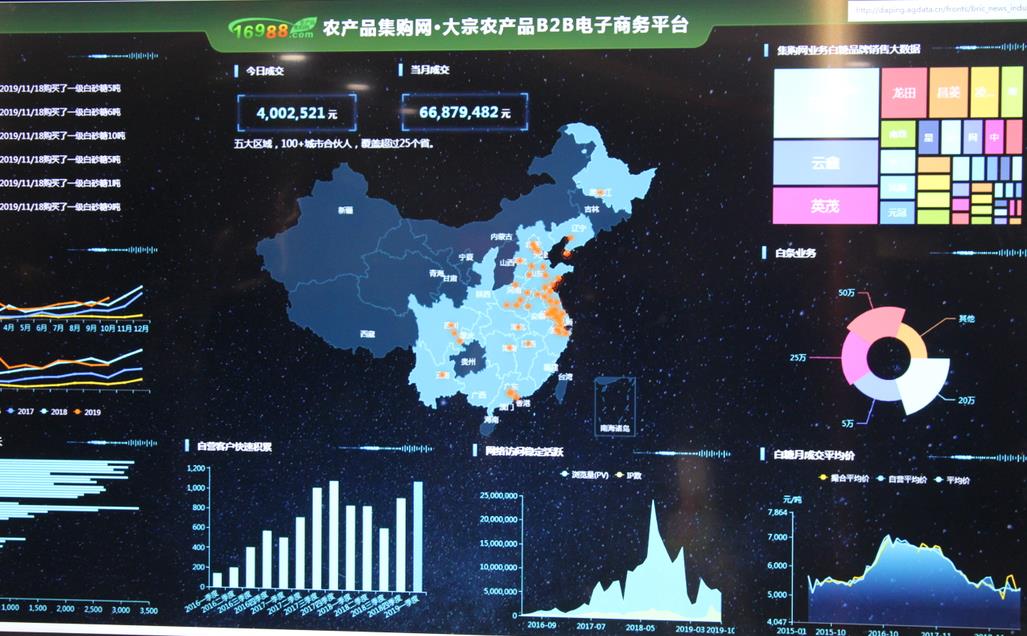 http://daping.agdata.cn/fronti/bric_news_indu
16988.com 农产品集购网·大宗农产品B2B电子商务平台
今日成交
4,002,521 元
当月成交
66,879,482 元
五大区域，100+城市合伙人，覆盖超过25个省。
2019/11/18购买了一级白砂糖5吨
2019/11/18购买了一级白砂糖6吨
2019/11/18购买了一级白砂糖10吨
2019/11/18购买了一级白砂糖5吨
2019/11/18购买了一级白砂糖1吨
2019/11/18购买了一级白砂糖9吨
4月 5月 6月 7月 8月 9月 10月 11月 12月
2017 2018 2019
1,000 1,500 2,000 2,500 3,000 3,500
新疆
西藏
青海
甘肃
宁夏
内蒙古
山西
吉林
辽宁
贵州
广西
台湾
香港
澳门
海南
南海诸岛
集购网业务白糖品牌销售大数据
龙田
昌菱
云鑫
英茂
元冠
星
网
中
白条业务
50万
其他
25万
20万
5万
自营客户快速积累
1,200
1,000
800
600
400
200
0
2016一季度
2016二季度
2016三季度
2016四季度
2017一季度
2017二季度
2017三季度
2017四季度
2018一季度
2018二季度
2018三季度
2018四季度
2019一季度
网络访问稳定活跃
浏览量(PV) IP数
25,000,000
20,000,000
15,000,000
10,000,000
5,000,000
0
2016-09 2017-07 2018-05 2019-03 2019-10
白糖月成交平均价
撮合平均价 自营平均价 平均价
元/吨
7,864
7,000
6,000
5,000
4,047
2015-01 2015-10 2016-10 2017-11